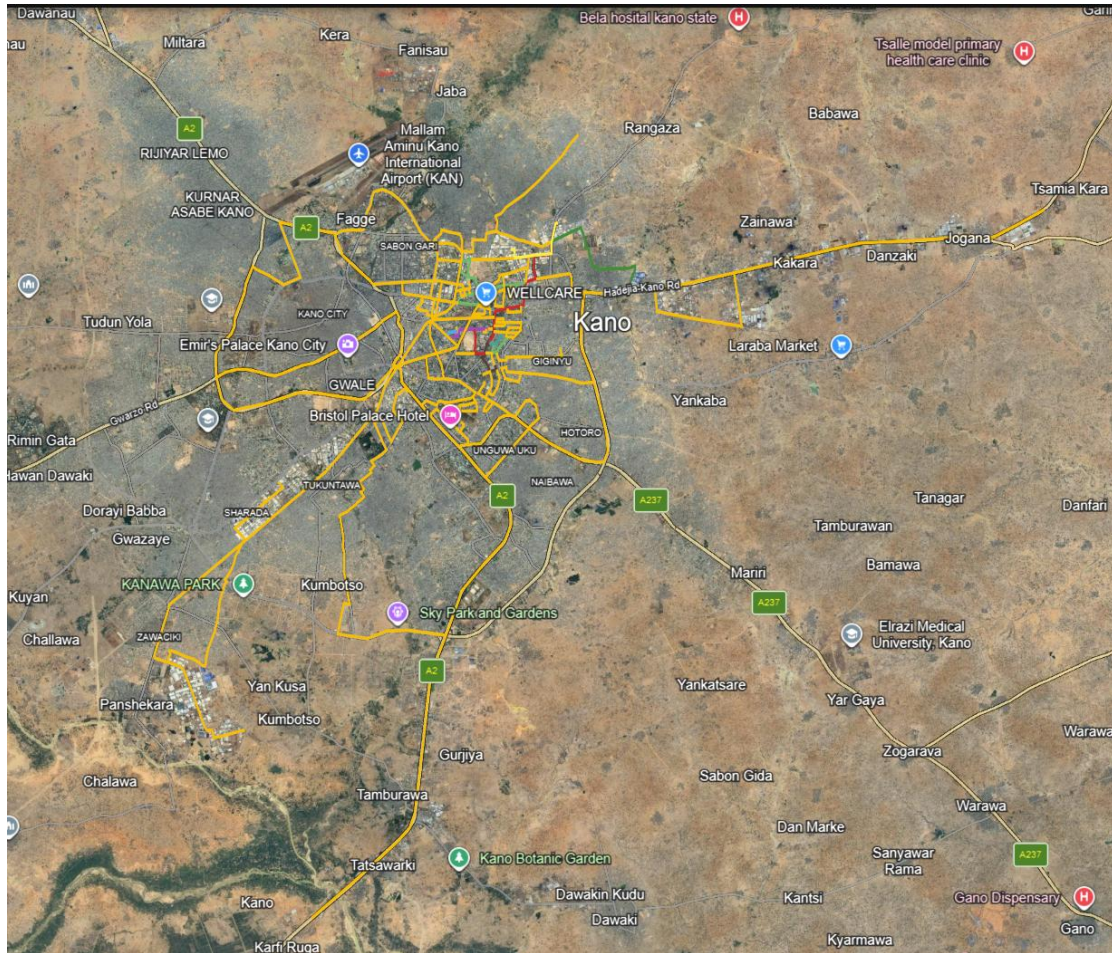 Dawanau
Miltara
Kera
Fanisau
Bela hosital kano state
Tsalle model primary
health care clinic
Jaba
Babawa
A2
RIJIYAR LEMO
Mallam
Aminu Kano
International
Airport (KAN)
Rangaza
KURNAR
ASABE KANO
Fagge
A2
Tsamia Kara
Zainawa
SABON GARI
Jogana
Danzaki
Kakara
WELLCARE
Hadejia-Kano Rd
KANO CITY
Tudun Yola
Kano
Emir's Palace Kano City
Laraba Market
GIGINYU
GWALE
Gwarzo Rd
Yankaba
Bristol Palace Hotel
Rimin Gata
HOTORO
UNGUWA UKU
Hawan Dawaki
TUKUNTAWA
NAIBAWA
A2
A237
Tanagar
Danfari
Dorayi Babba
SHARADA
Gwazaye
Tamburawan
Bamawa
Mariri
KANAWA PARK
Kumbotso
Kuyan
A237
Sky Park and Gardens
Elrazi Medical
University, Kano
Challawa
ZAWACIKI
A2
Yan Kusa
Yankatsare
Panshekara
Yar Gaya
Kumbotso
Warawa
Gurjiya
Zogarava
Chalawa
Sabon Gida
Tamburawa
Warawa
Dan Marke
Sanyawar
Rama
A237
Tatsawarki
Kano Botanic Garden
Kano
Dawakin Kudu
Kantsi
Gano Dispensary
Dawaki
Gano
Karfi Ruga
Kyarmawa